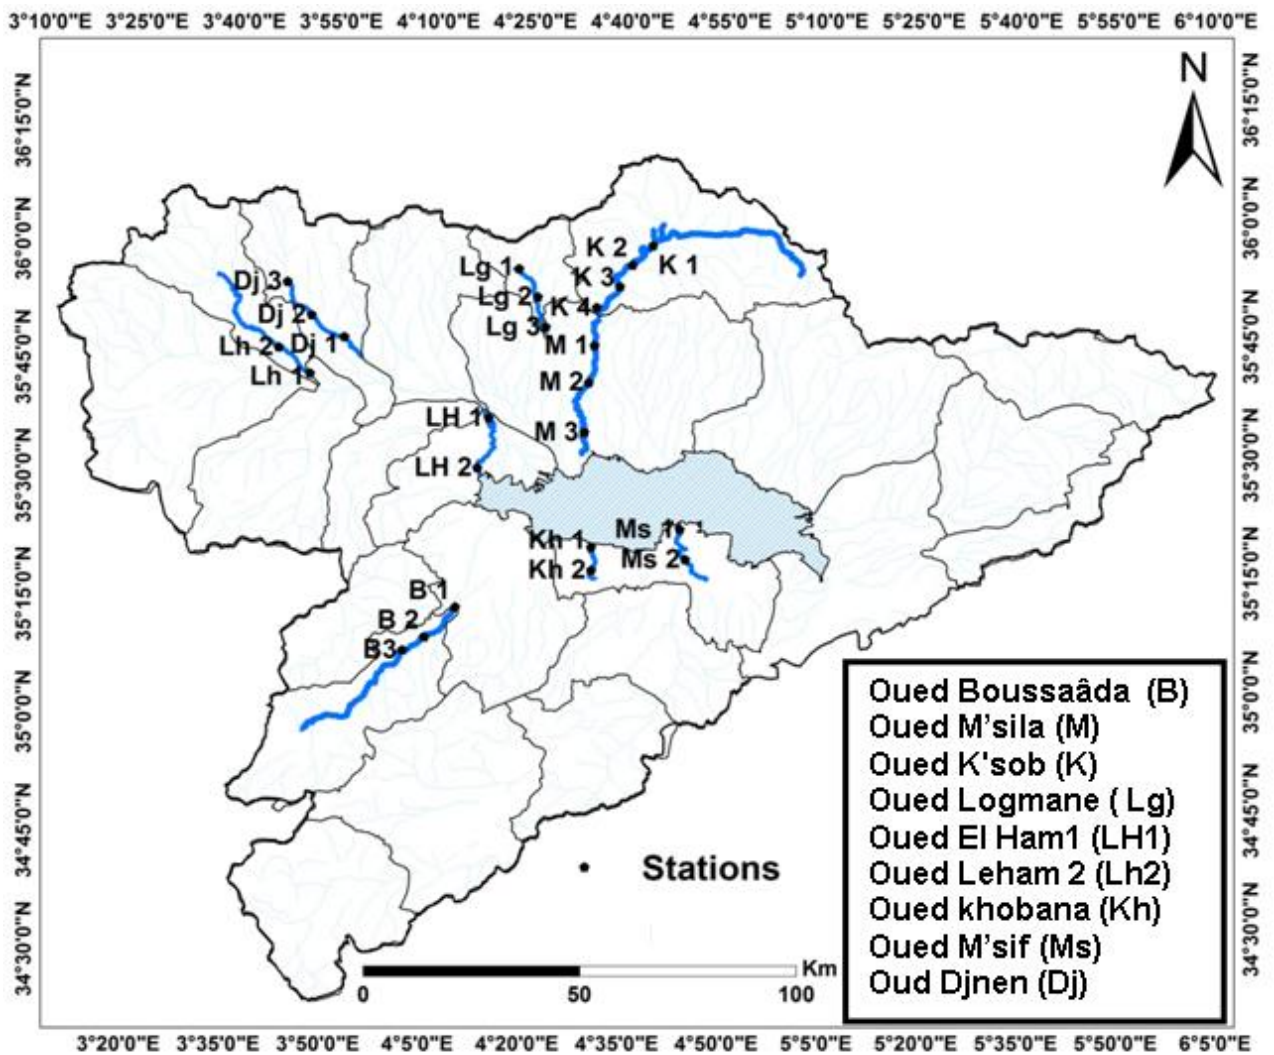 3°10'0"E 3°25'0"E 3°40'0"E 3°55'0"E 4°10'0"E 4°25'0"E 4°40'0"E 4°55'0"E 5°10'0"E 5°25'0"E 5°40'0"E 5°55'0"E 6°10'0"E
36°15'0"N
36°0'0"N
35°45'0"N
35°30'0"N
35°15'0"N
35°0'0"N
34°45'0"N
34°30'0"N
N
K 2
K 1
Lg 1
K 3
Dj 3
Lg 2
K 4
Dj 2
Lg 3
Dj 1
M 1
Lh 2
Lh 1
M 2
LH 1
M 3
LH 2
Ms 1
Kh 1
Ms 2
Kh 2
B 1
B 2
B3
Oued Boussaâda (B)
Oued M'sila (M)
Oued K'sob (K)
Oued Logmane ( Lg)
Oued El Ham1 (LH1)
Oued Leham 2 (Lh2)
Oued khobana (Kh)
Oued M'sif (Ms)
Oud Djnen (Dj)
Stations
Km
0 50 100
36°15'0"N
36°0'0"N
35°45'0"N
35°30'0"N
35°15'0"N
35°0'0"N
34°45'0"N
34°30'0"N
3°20'0"E 3°35'0"E 3°50'0"E 4°5'0"E 4°20'0"E 4°35'0"E 4°50'0"E 5°5'0"E 5°20'0"E 5°35'0"E 5°50'0"E 6°5'0"E